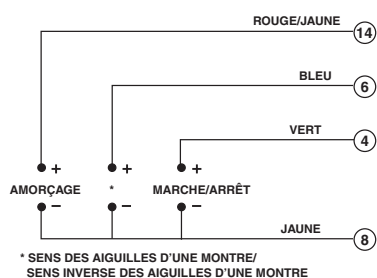 ROUGE/JAUNE
14
BLEU
6
VERT
4
+ + +
AMORÇAGE * MARCHE/ARRÊT
– – –
JAUNE
8
* SENS DES AIGUILLES D'UNE MONTRE/
SENS INVERSE DES AIGUILLES D'UNE MONTRE